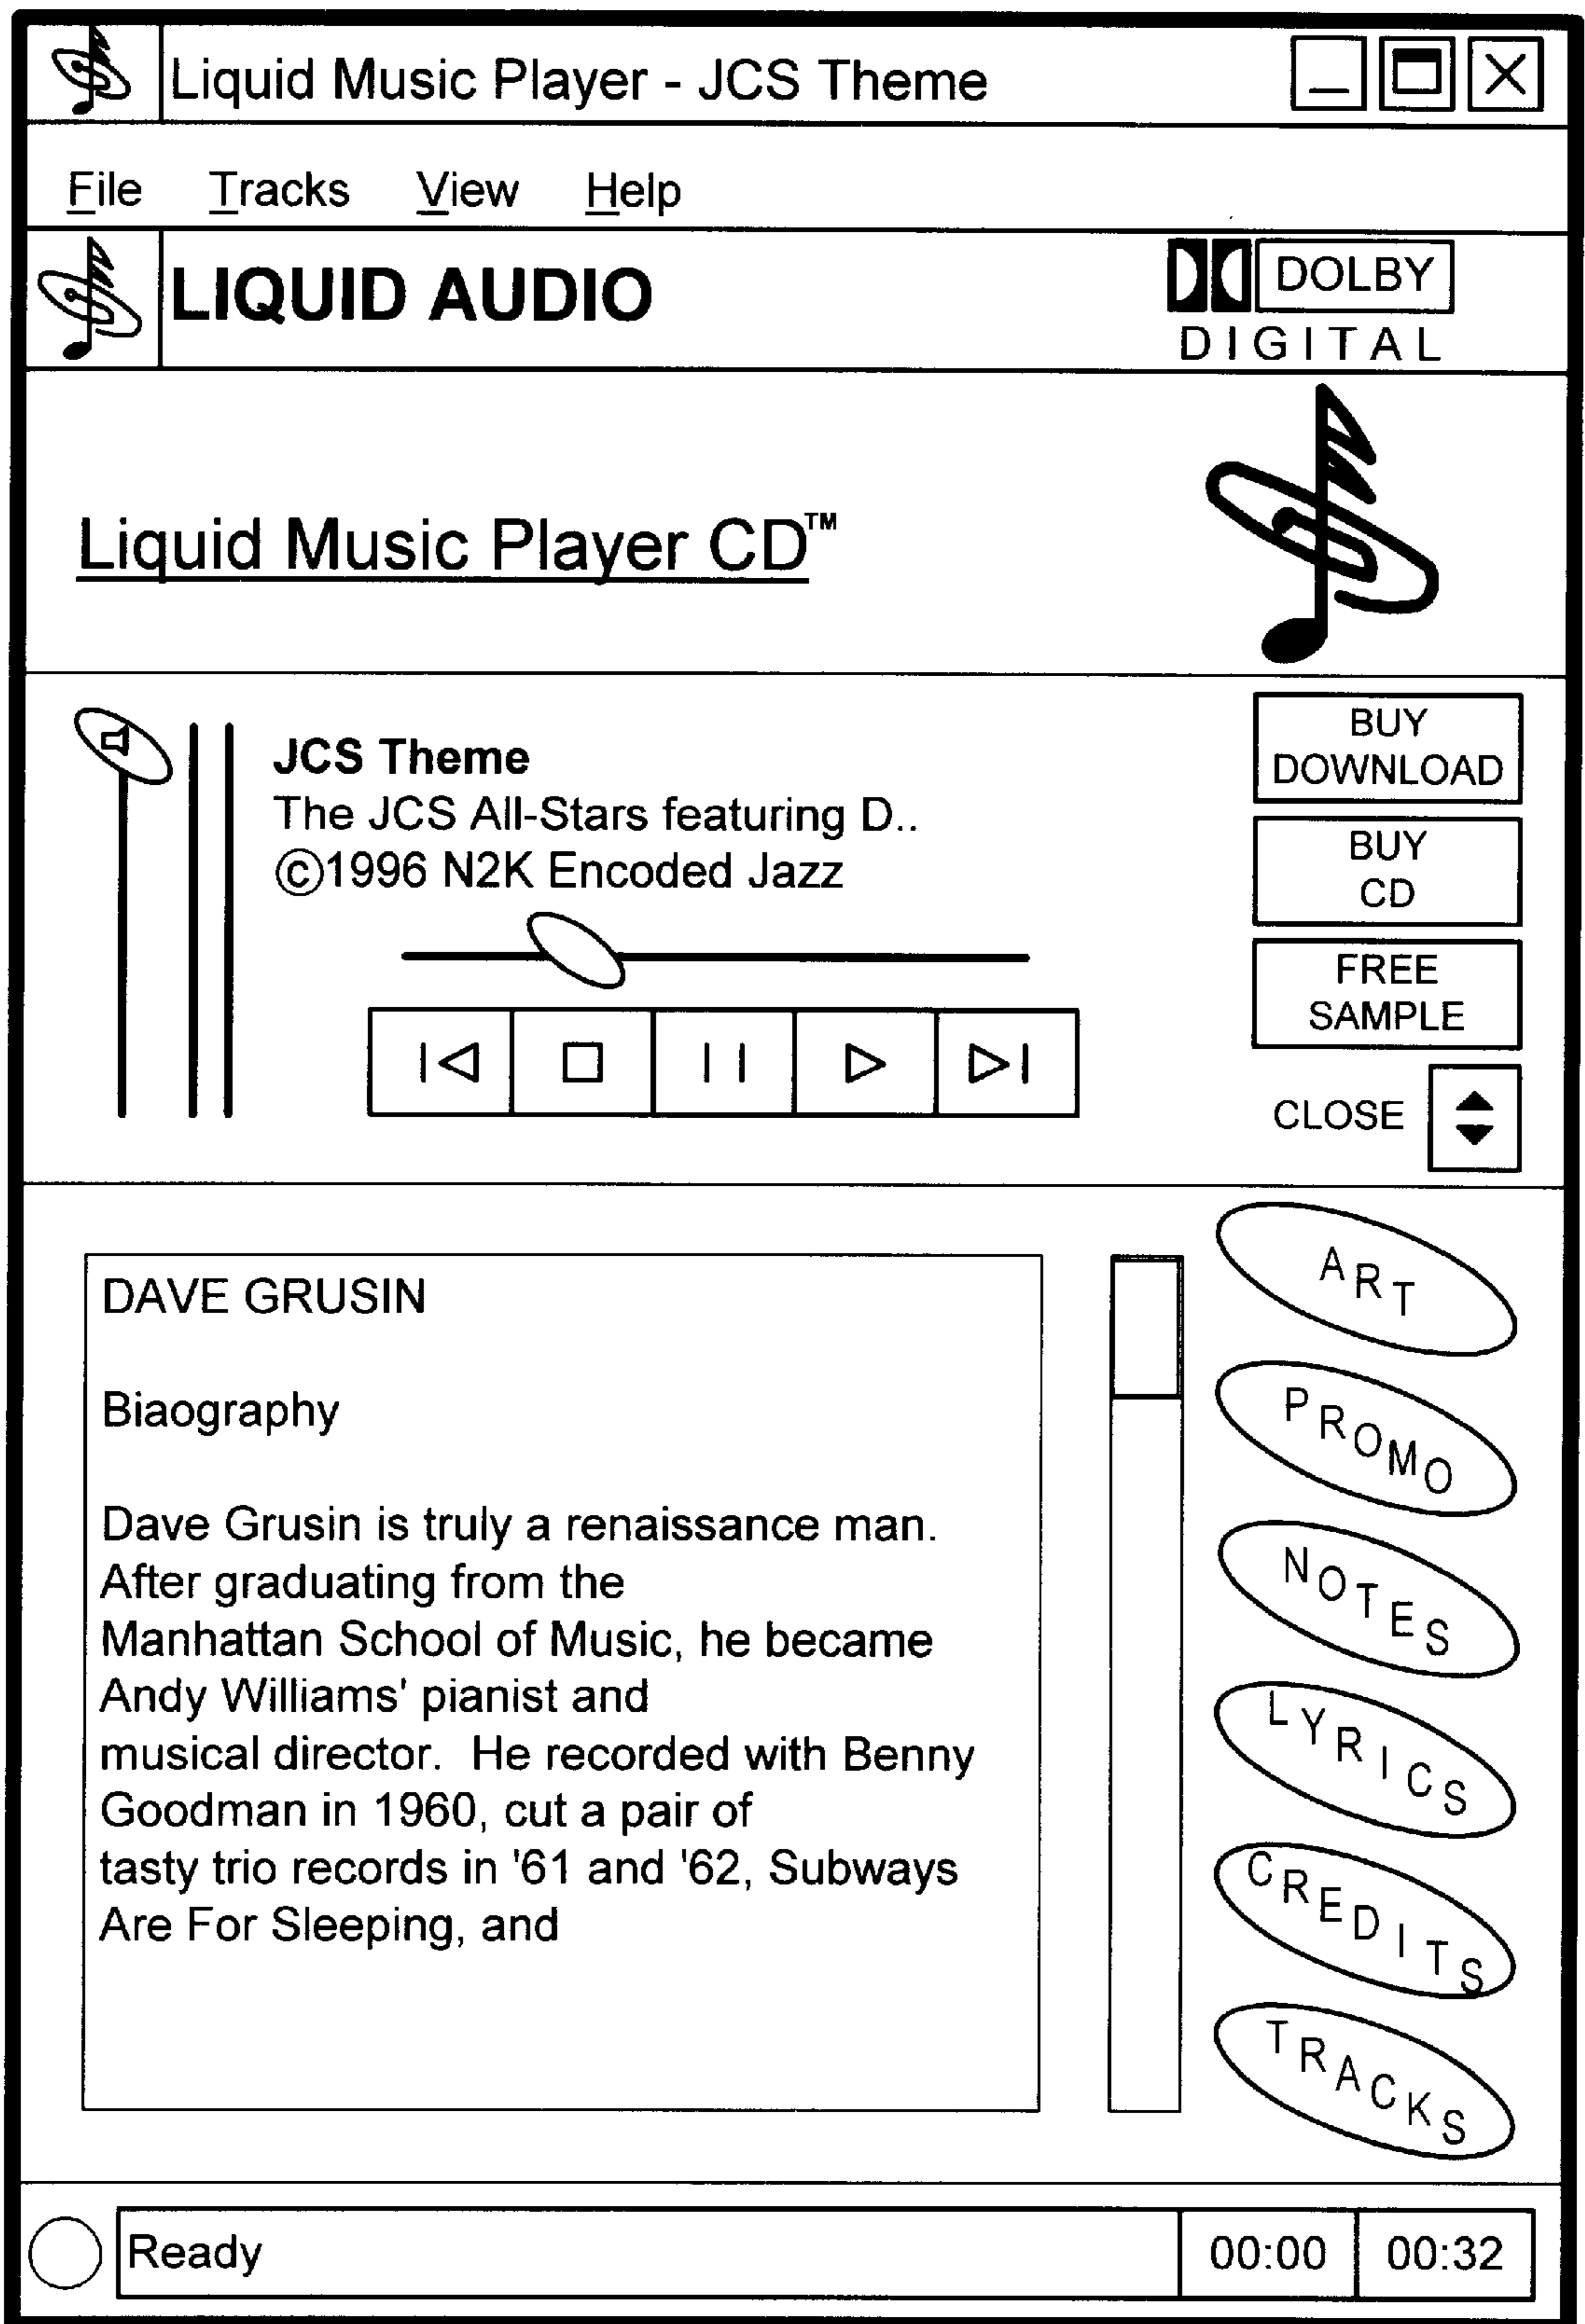 Liquid Music Player - JCS Theme
File Tracks View Help
LIQUID AUDIO
DOLBY
DIGITAL
Liquid Music Player CD™
JCS Theme
The JCS All-Stars featuring D..
©1996 N2K Encoded Jazz
BUY
DOWNLOAD
BUY
CD
FREE
SAMPLE
CLOSE
DAVE GRUSIN
Biaography
Dave Grusin is truly a renaissance man.
After graduating from the
Manhattan School of Music, he became
Andy Williams' pianist and
musical director.  He recorded with Benny
Goodman in 1960, cut a pair of
tasty trio records in '61 and '62, Subways
Are For Sleeping, and
ART
PROMO
NOTES
LYRICS
CREDITS
TRACKS
Ready 00:00 00:32